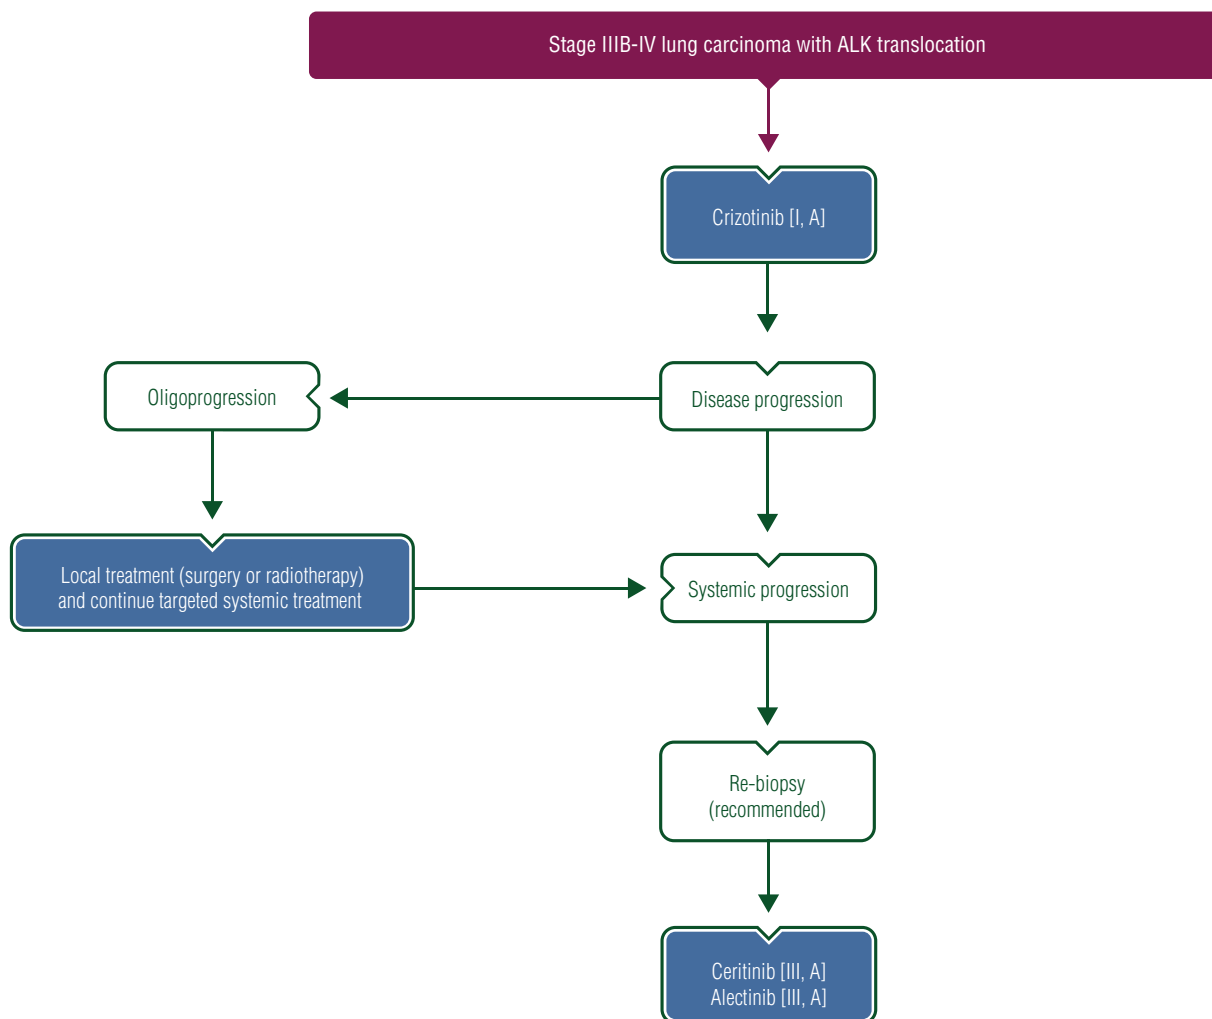 Stage IIIB-IV lung carcinoma with ALK translocation
Crizotinib [I, A]
Oligoprogression
Disease progression
Local treatment (surgery or radiotherapy)
and continue targeted systemic treatment
Systemic progression
Re-biopsy
(recommended)
Ceritinib [III, A]
Alectinib [III, A]